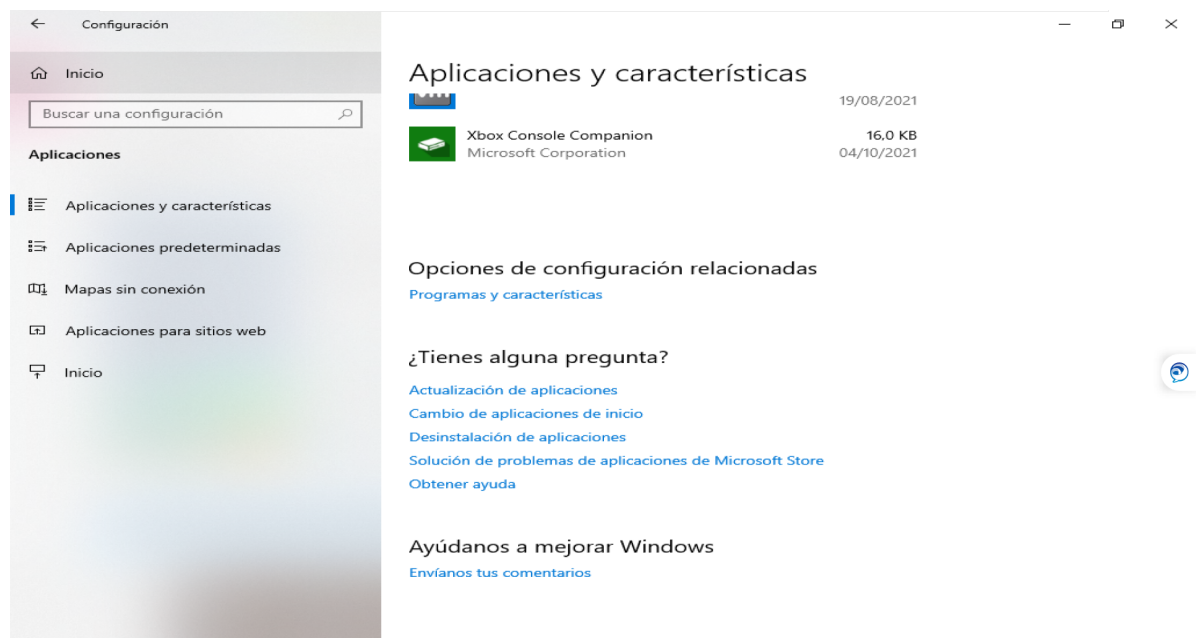 Configuración
Inicio
Buscar una configuración
Aplicaciones
Aplicaciones y características
Aplicaciones predeterminadas
Mapas sin conexión
Aplicaciones para sitios web
Inicio
Aplicaciones y características
19/08/2021
Xbox Console Companion
16,0 KB
Microsoft Corporation
04/10/2021
Opciones de configuración relacionadas
Programas y características
¿Tienes alguna pregunta?
Actualización de aplicaciones
Cambio de aplicaciones de inicio
Desinstalación de aplicaciones
Solución de problemas de aplicaciones de Microsoft Store
Obtener ayuda
Ayúdanos a mejorar Windows
Envíanos tus comentarios